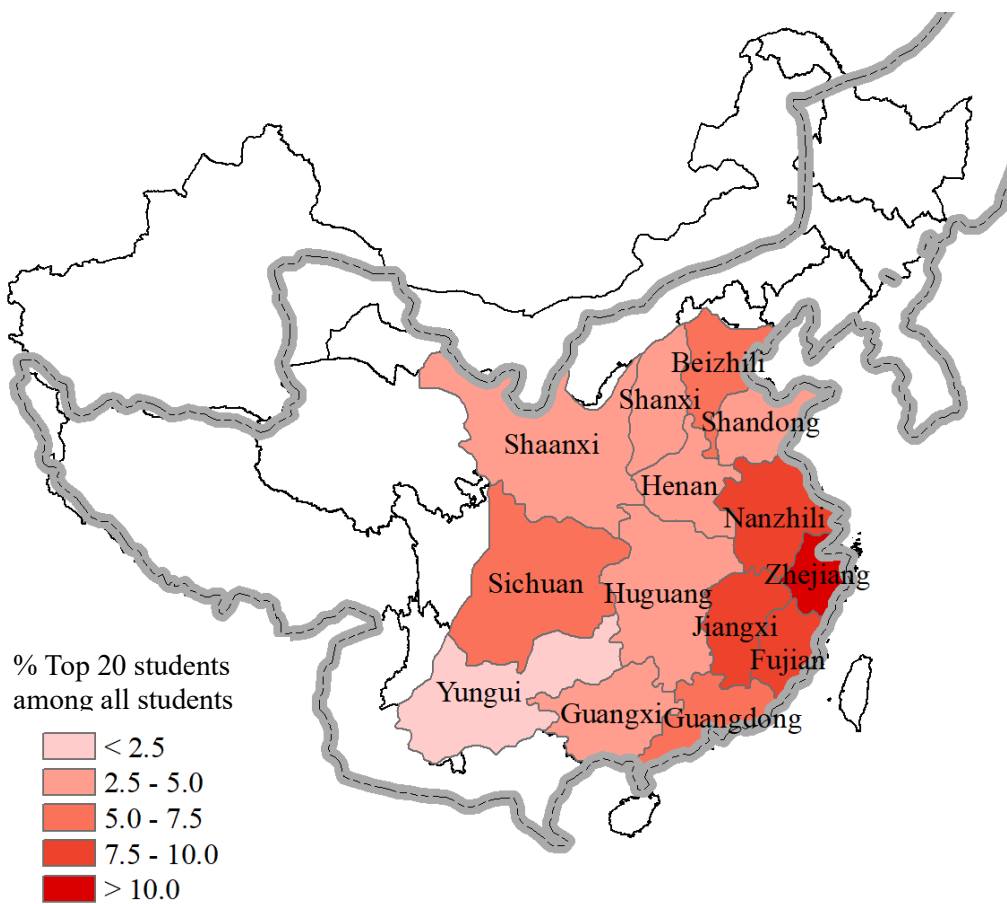 Beizhili
Shanxi
Shandong
Shaanxi
Henan
Nanzhili
Zhejiang
Sichuan
Huguang
Jiangxi
Fujian
Yungui
Guangxi
Guangdong
% Top 20 students
among all students
< 2.5
2.5 - 5.0
5.0 - 7.5
7.5 - 10.0
> 10.0